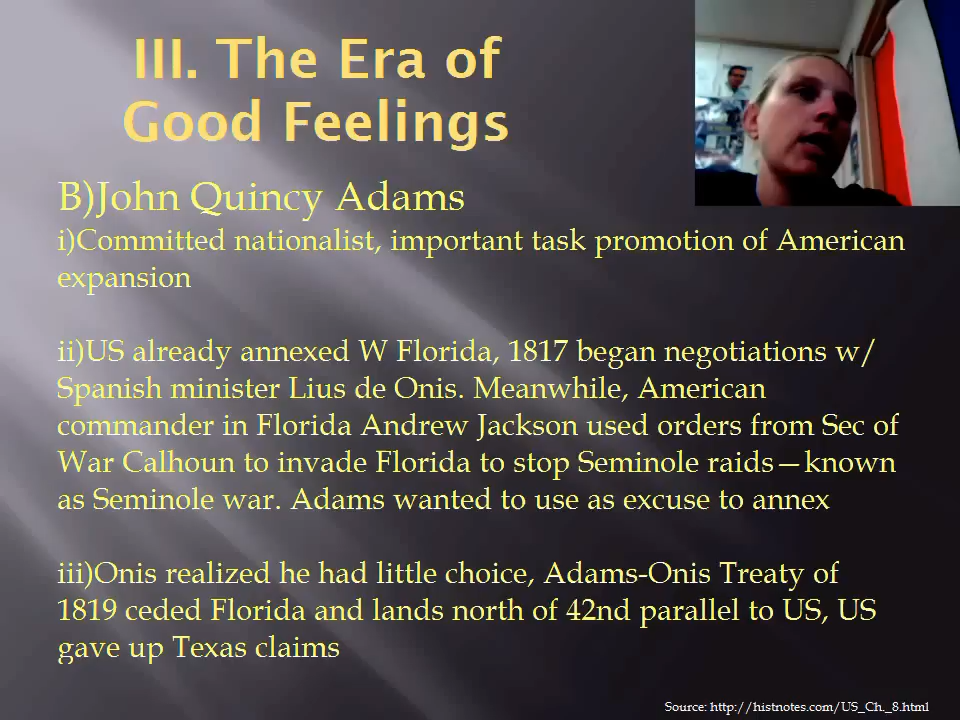 III. The Era of
Good Feelings
B)John Quincy Adams
i)Committed nationalist, important task promotion of American
expansion
ii)US already annexed W Florida, 1817 began negotiations w/
Spanish minister Lius de Onis. Meanwhile, American
commander in Florida Andrew Jackson used orders from Sec of
War Calhoun to invade Florida to stop Seminole raids—known
as Seminole war. Adams wanted to use as excuse to annex
iii)Onis realized he had little choice, Adams-Onis Treaty of
1819 ceded Florida and lands north of 42nd parallel to US, US
gave up Texas claims
Source: http://histnotes.com/US_Ch._8.html